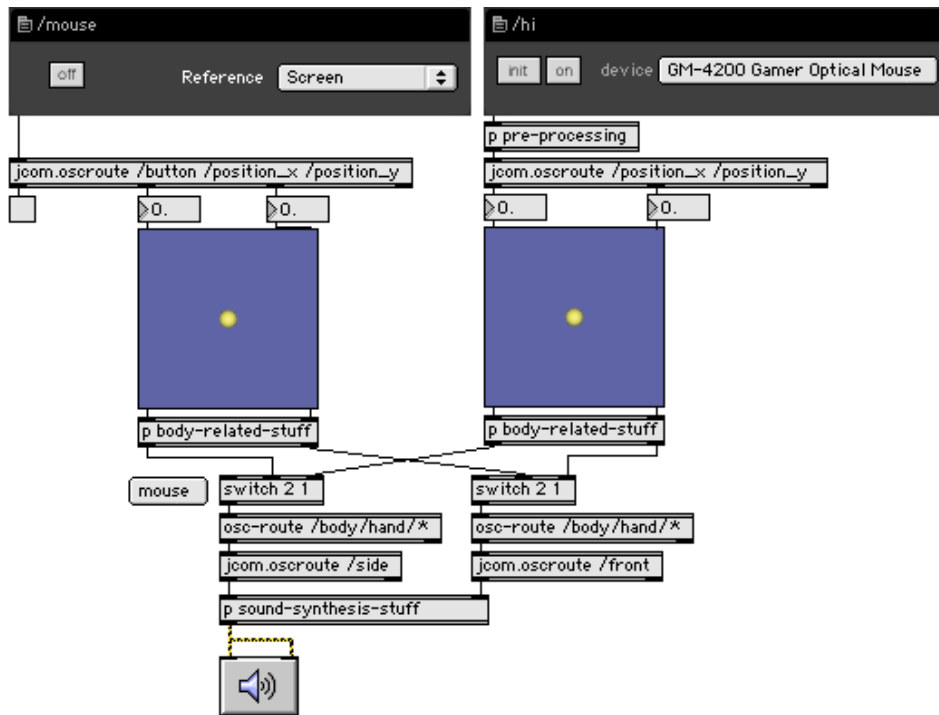 /mouse
off
Reference
Screen
/hi
init
on
device
GM-4200 Gamer Optical Mouse
p pre-processing
jcom.oscroute /button /position_x /position_y
jcom.oscroute /position_x /position_y
0.
0.
0.
0.
p body-related-stuff
p body-related-stuff
mouse
switch 2 1
switch 2 1
osc-route /body/hand/*
osc-route /body/hand/*
jcom.oscroute /side
jcom.oscroute /front
p sound-synthesis-stuff